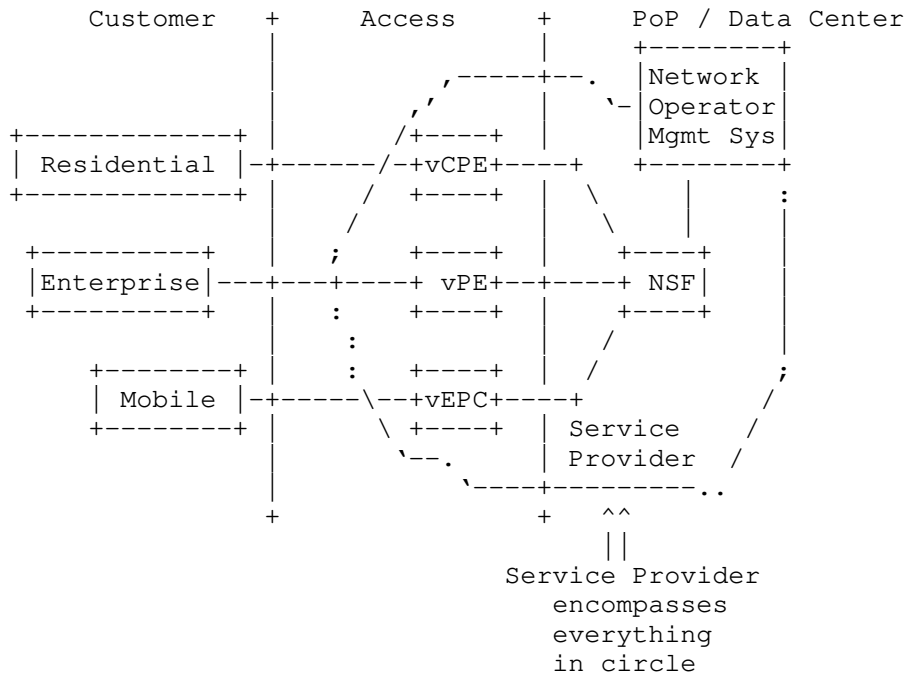 Customer + Access + PoP / Data Center
Network
Operator
Mgmt Sys
Residential
vCPE
Enterprise
vPE
NSF
Mobile
vEPC
Service
Provider
Service Provider
encompasses
everything
in circle